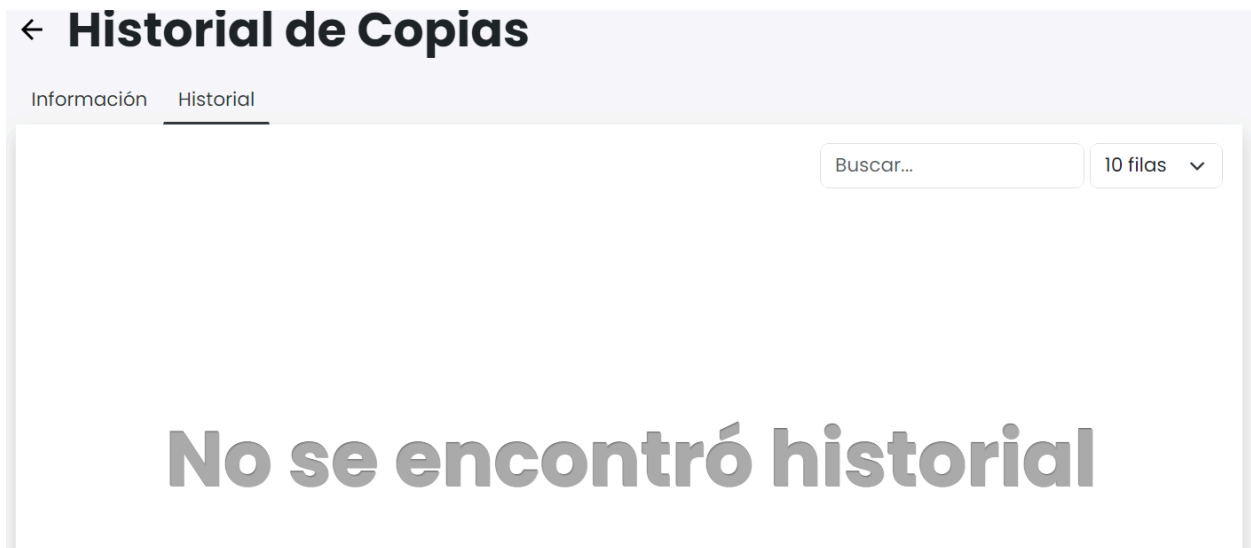 Historial de Copias
Información Historial
Buscar... 10 filas
No se encontró historial